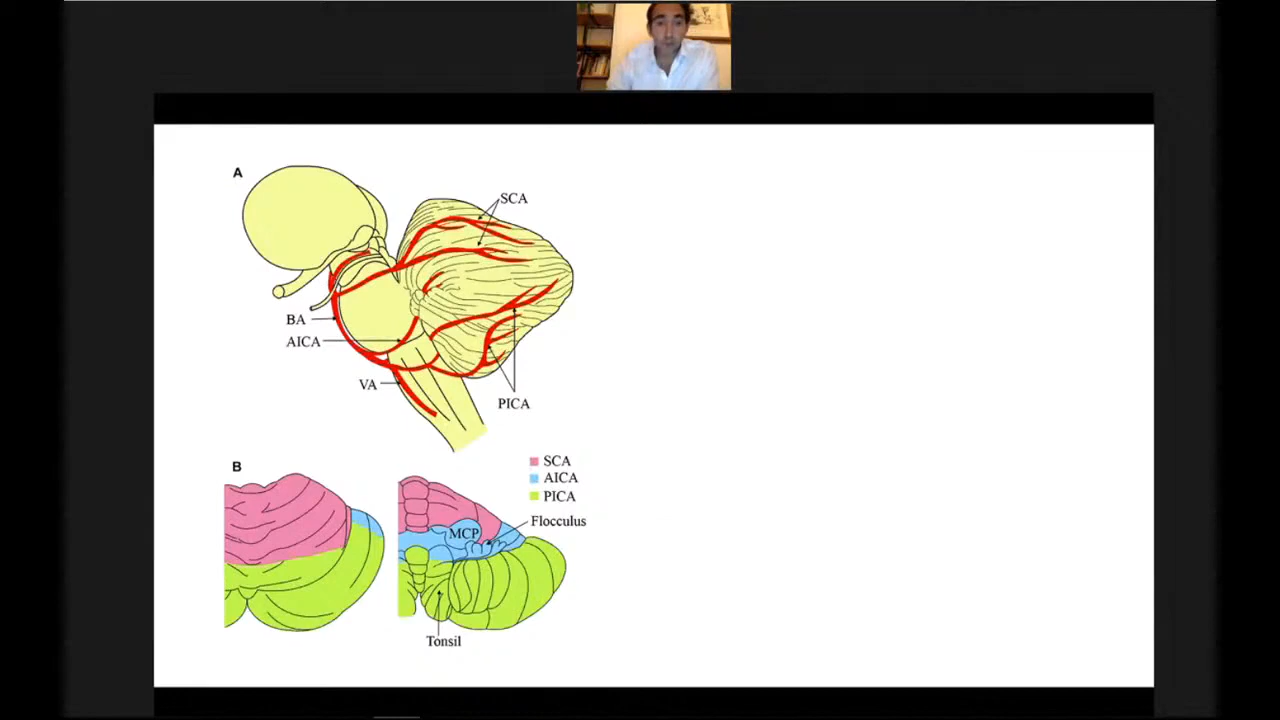 A
SCA
BA
AICA
VA
PICA
B
SCA
AICA
PICA
Flocculus
MCP
Tonsil